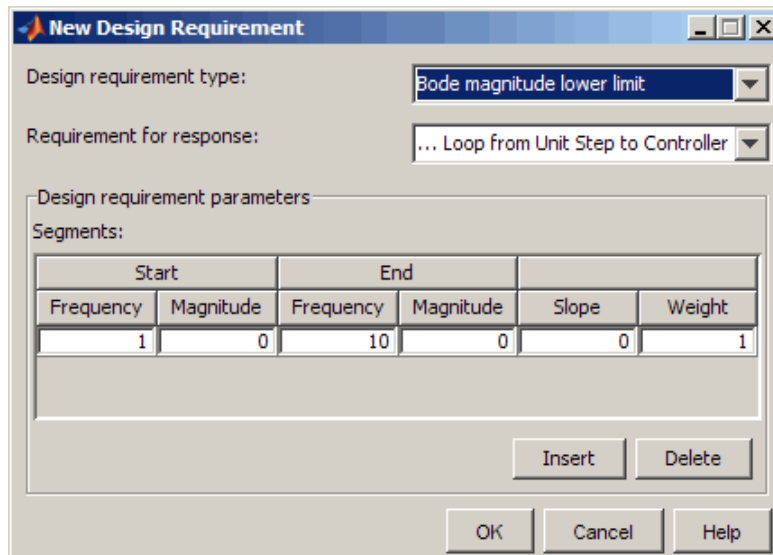 New Design Requirement
Design requirement type: Bode magnitude lower limit
Requirement for response: ... Loop from Unit Step to Controller
Design requirement parameters
Segments:
Start End
Frequency Magnitude Frequency Magnitude Slope Weight
1 0 10 0 0 1
Insert Delete
OK Cancel Help